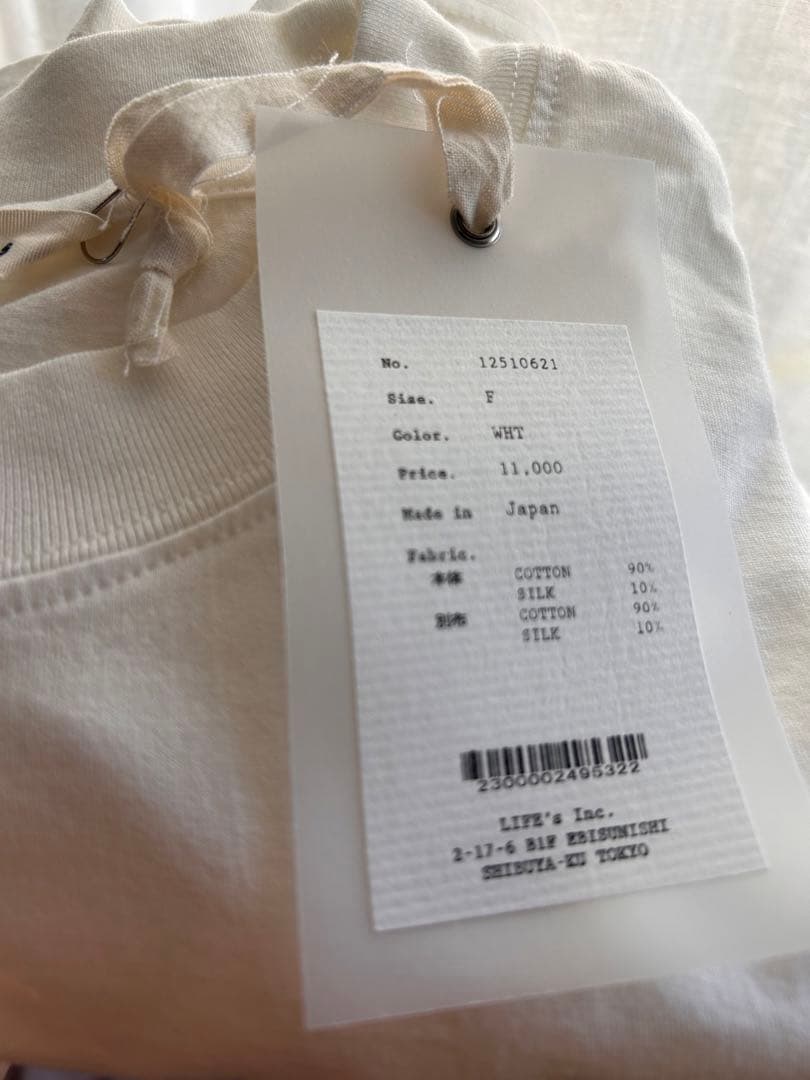 No. 12510621
Size. F
Color. WHT
Price. 11,000
Made in Japan
Fabric.
本体 COTTON 90%
SILK 10%
別布 COTTON 90%
SILK 10%
2300002495322
LIFE's Inc.
2-17-6 B1F EBISUNISHI
SHIBUYA-KU TOKYO